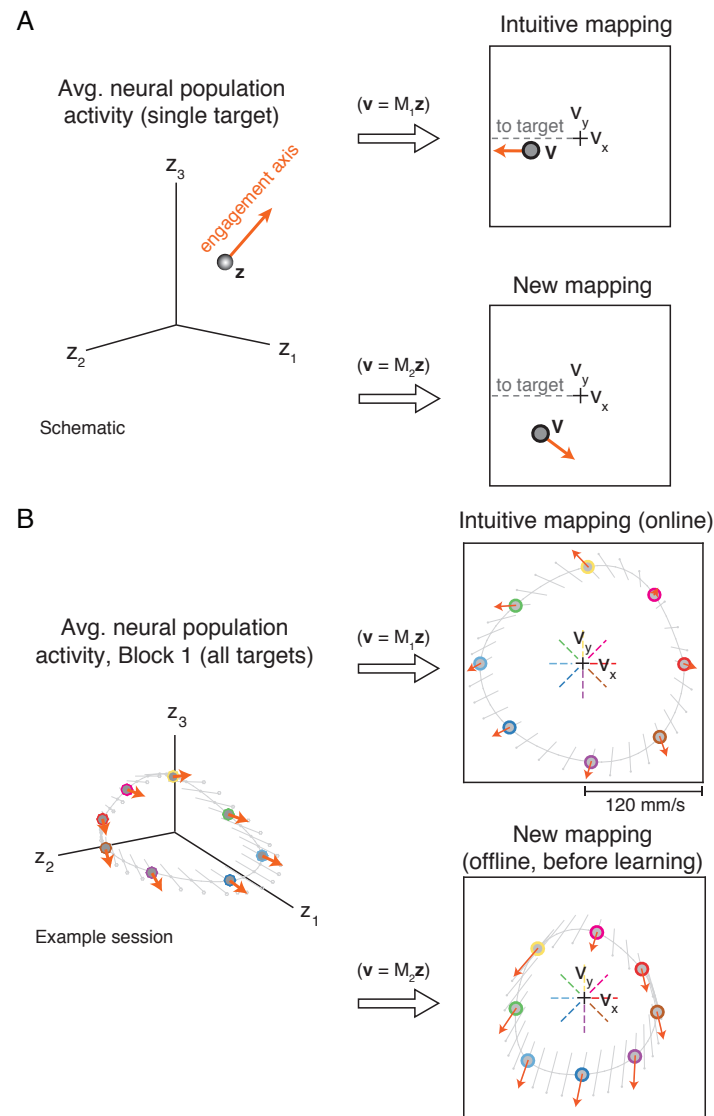 A
Avg. neural population
activity (single target)
Z3
engagement axis
z
Z2
Z1
Schematic
(v = M1z)
Intuitive mapping
to target
Vy
Vx
V
(v = M2z)
New mapping
to target
Vy
Vx
V
B
Avg. neural population
activity, Block 1 (all targets)
Z3
Z2
Z1
Example session
(v = M1z)
Intuitive mapping (online)
Vy
Vx
120 mm/s
(v = M2z)
New mapping
(offline, before learning)
Vy
Vx